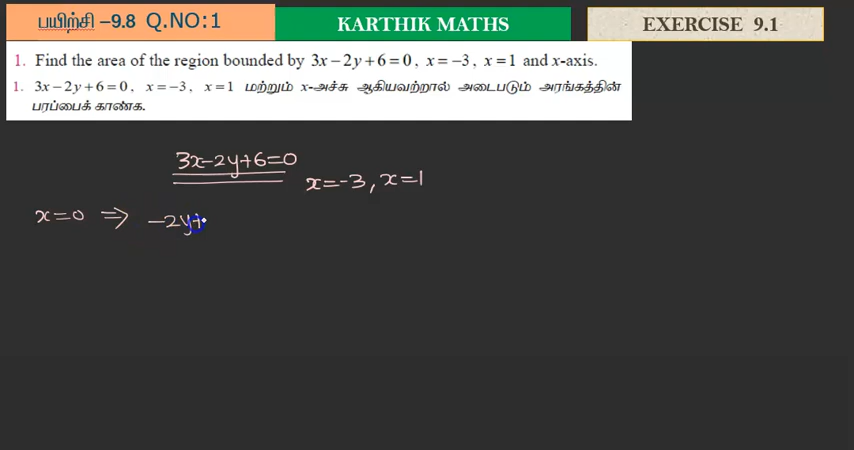 பயிற்சி –9.8 Q.NO:1
KARTHIK MATHS
EXERCISE 9.1
1. Find the area of the region bounded by 3x − 2y + 6 = 0, x = −3, x = 1 and x-axis.
1. 3x − 2y + 6 = 0, x = −3, x = 1 மற்றும் x-அச்சு ஆகியவற்றால் அடைபடும் அரங்கத்தின்
பரப்பைக் காண்க.
3x-2y+6=0
x=-3, x=1
x=0 ⇒ -2y+